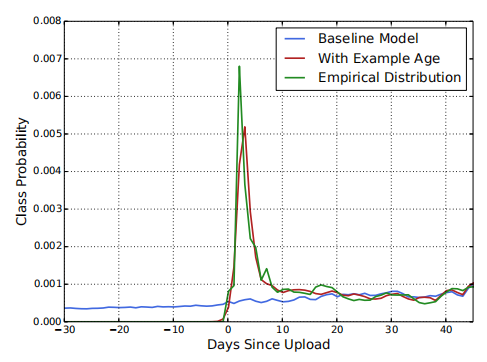 0.008
0.007
0.006
0.005
0.004
0.003
0.002
0.001
0.000
Class Probability
Baseline Model
With Example Age
Empirical Distribution
−30 −20 −10 0 10 20 30 40
Days Since Upload